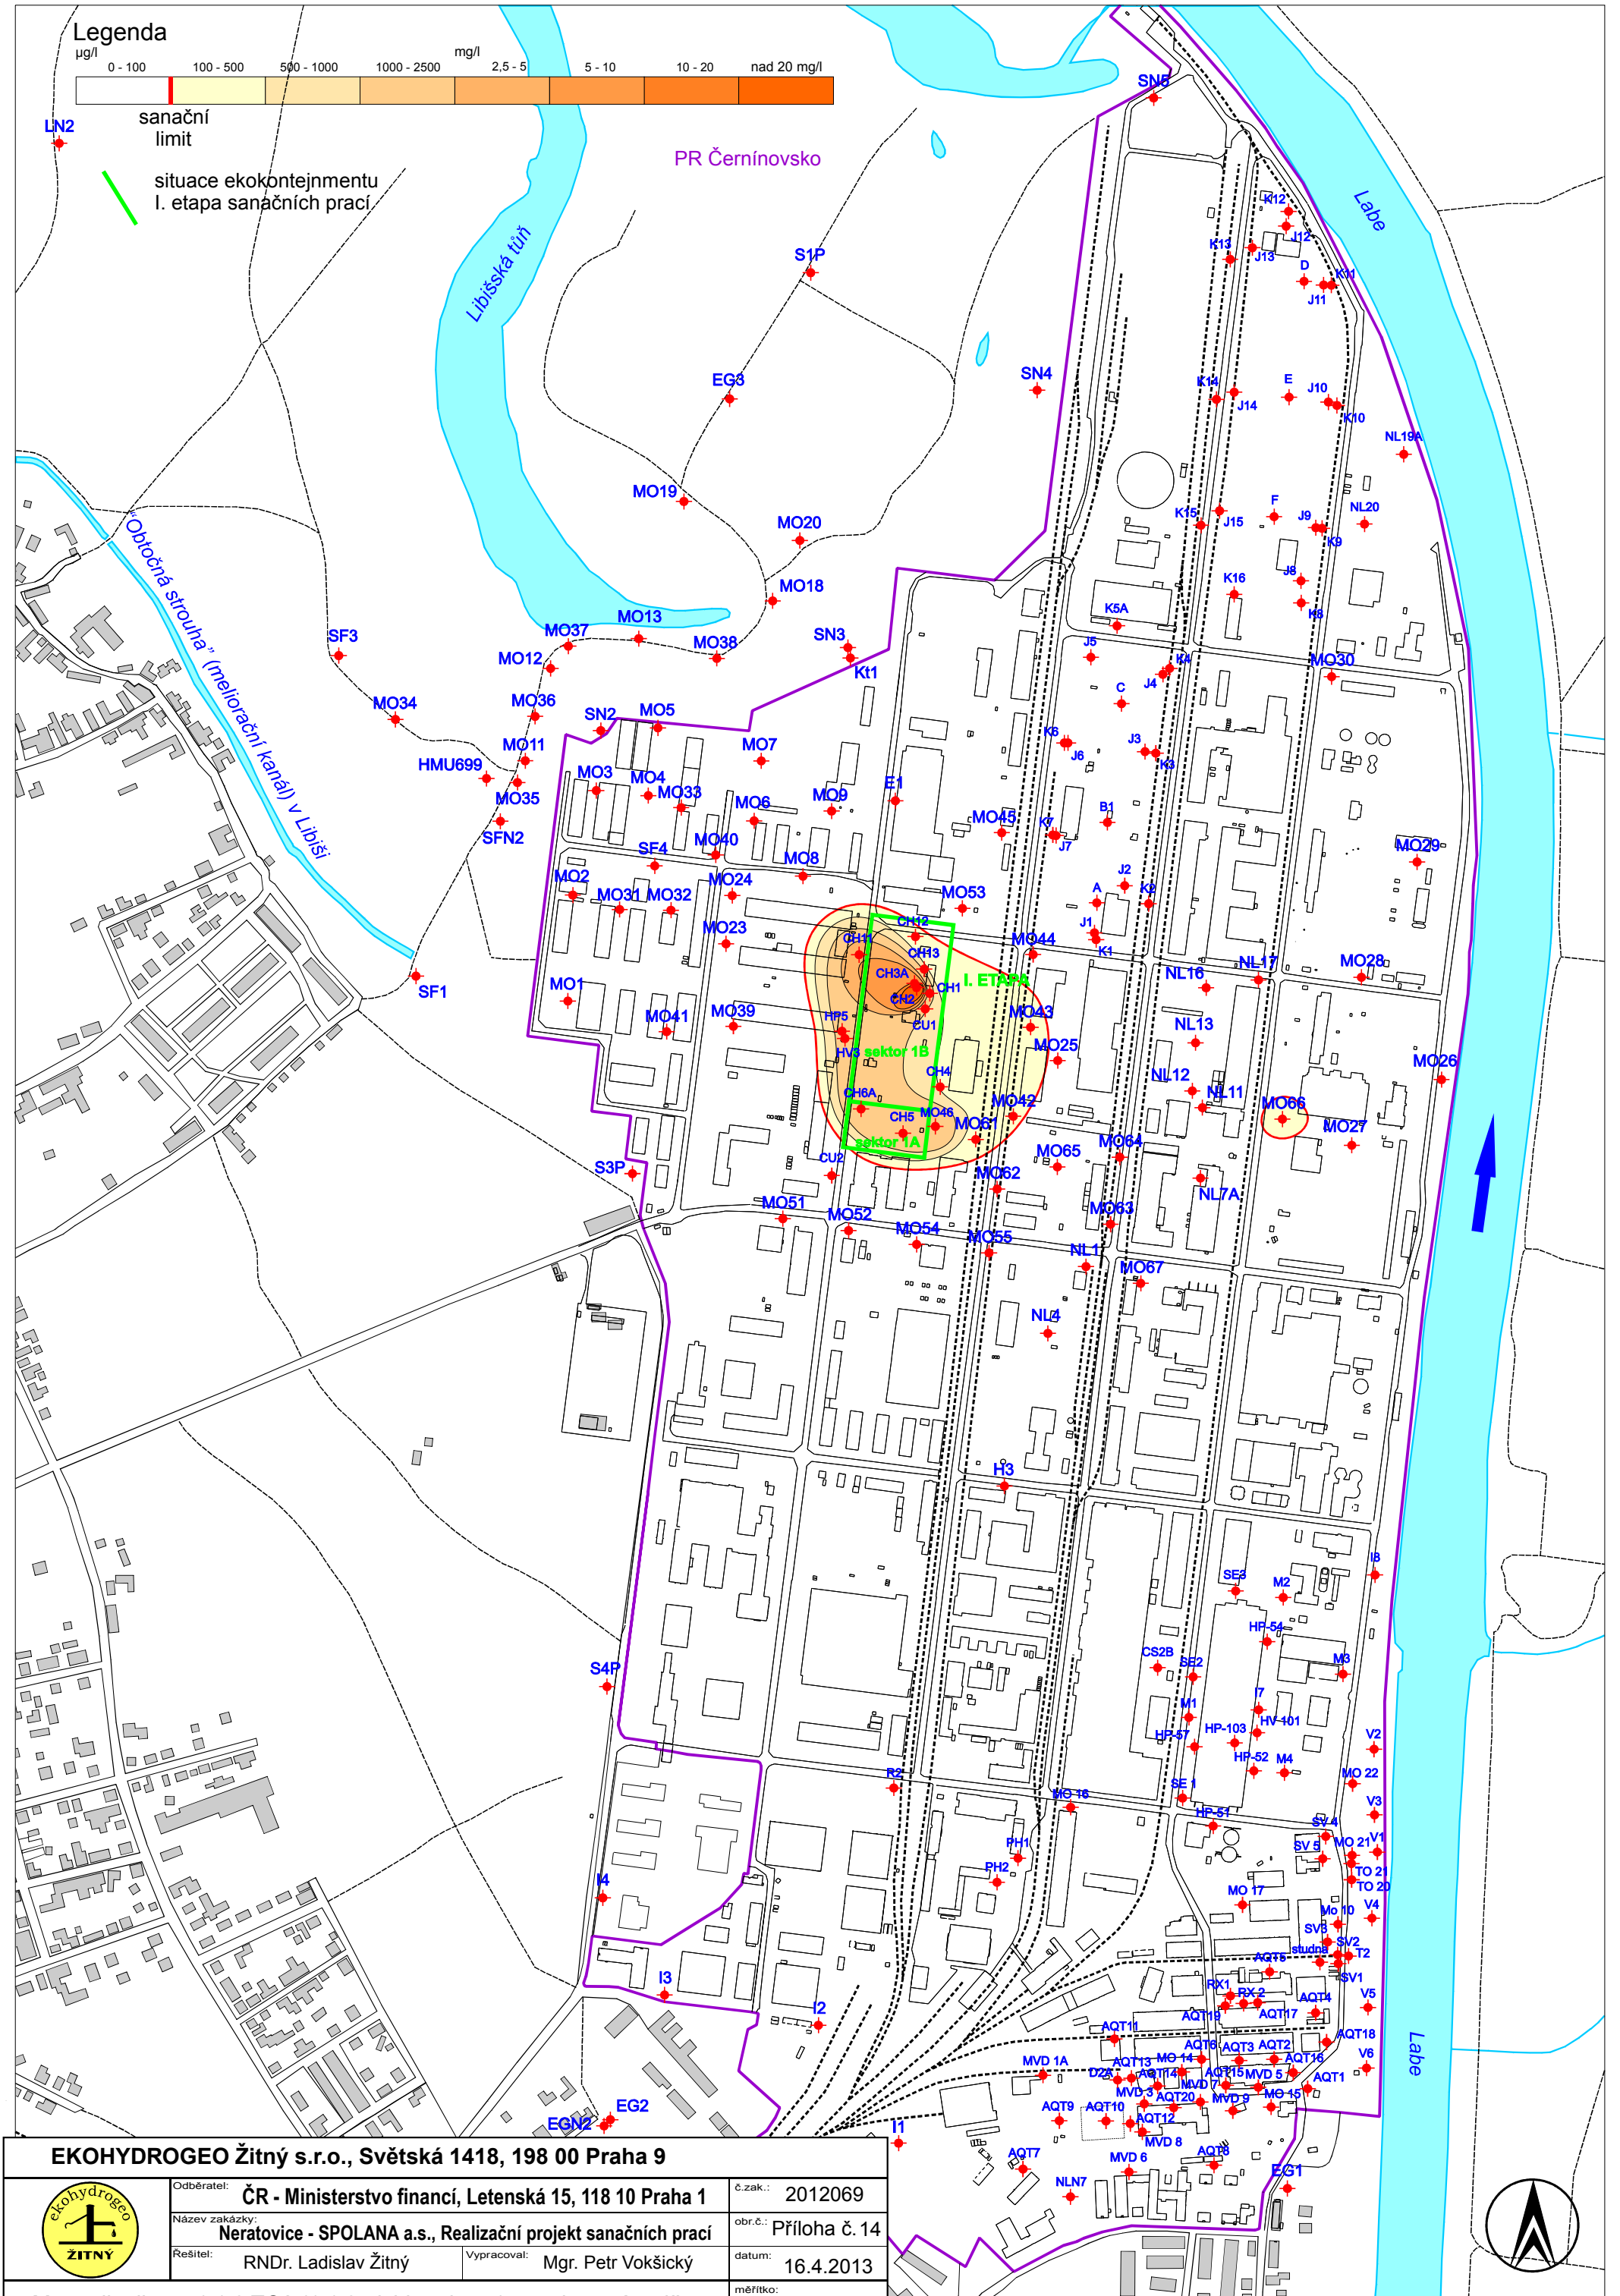 Legenda
µg/l
mg/l
0 - 100
100 - 500
500 - 1000
1000 - 2500
2,5 - 5
5 - 10
10 - 20
nad 20 mg/l
sanační
limit
situace ekokontejnmentu
I. etapa sanačních prací.
PR Černínovsko
Labe
Libišská tůň
"Obtočná strouha" (meliorační kanál) v Libiši
LN2
SN5
K12
J12
K13
J13
D
K11
J11
S1P
EG3
SN4
K14
J14
E
J10
K10
NL19A
MO19
MO20
K15
J15
F
J9
K9
NL20
MO18
K16
J8
K8
SF3
MO37
MO13
MO38
MO12
SN3
Kt1
K5A
J5
K4
J4
MO30
C
MO34
MO36
SN2
MO5
K6
J6
J3
K3
HMU699
MO11
MO7
MO3
MO4
MO33
MO35
MO6
MO9
E1
SFN2
MO45
K7
J7
B1
MO40
SF4
MO8
MO29
MO2
MO31
MO32
MO24
MO53
J2
A
K2
MO23
CH12
CH11
CH13
J1
K1
MO44
SF1
MO1
CH3A
CH2
CH1
I. ETAPA
NL16
NL17
MO28
MO41
MO39
HP5
CU1
MO43
HV3
sektor 1B
MO25
NL13
MO26
CH4
NL12
NL11
CH6A
CH5
MO46
MO42
MO61
MO66
MO27
sektor 1A
S3P
CU2
MO65
MO64
MO62
NL7A
MO51
MO52
MO54
MO55
MO63
NL1
MO67
NL4
H3
I8
SE3
M2
HP-54
S4P
CS2B
SE2
M3
M1
I7
HP-57
HP-103
HV-101
V2
HP-52
M4
R2
MO 16
SE 1
MO 22
V3
HP-51
SV 4
MO 21
V1
SV 5
PH1
PH2
TO 21
TO 20
I4
MO 17
Mo 10
V4
SV3
SV2
studna
T2
AQT5
SV1
I3
RX1
RX 2
AQT4
V5
AQT19
AQT17
I2
AQT11
AQT18
Labe
AQT6
AQT3
AQT2
AQT16
V6
MVD 1A
AQT13
MO 14
D2A
AQT14
MVD 7
AQT15
MVD 5
AQT1
MVD 3
AQT20
MVD 9
MO 15
EG2
EGN2
AQT9
AQT10
AQT12
I1
MVD 8
AQT7
MVD 6
AQT8
EG1
NLN7
EKOHYDROGEO Žitný s.r.o., Světská 1418, 198 00 Praha 9
ekohydrogeo
ŽITNÝ
Odběratel:
ČR - Ministerstvo financí, Letenská 15, 118 10 Praha 1
č.zak.:
2012069
Název zakázky:
Neratovice - SPOLANA a.s., Realizační projekt sanačních prací
obr.č.:
Příloha č. 14
Řešitel:
RNDr. Ladislav Žitný
Vypracoval:
Mgr. Petr Vokšický
datum:
16.4.2013
měřítko: